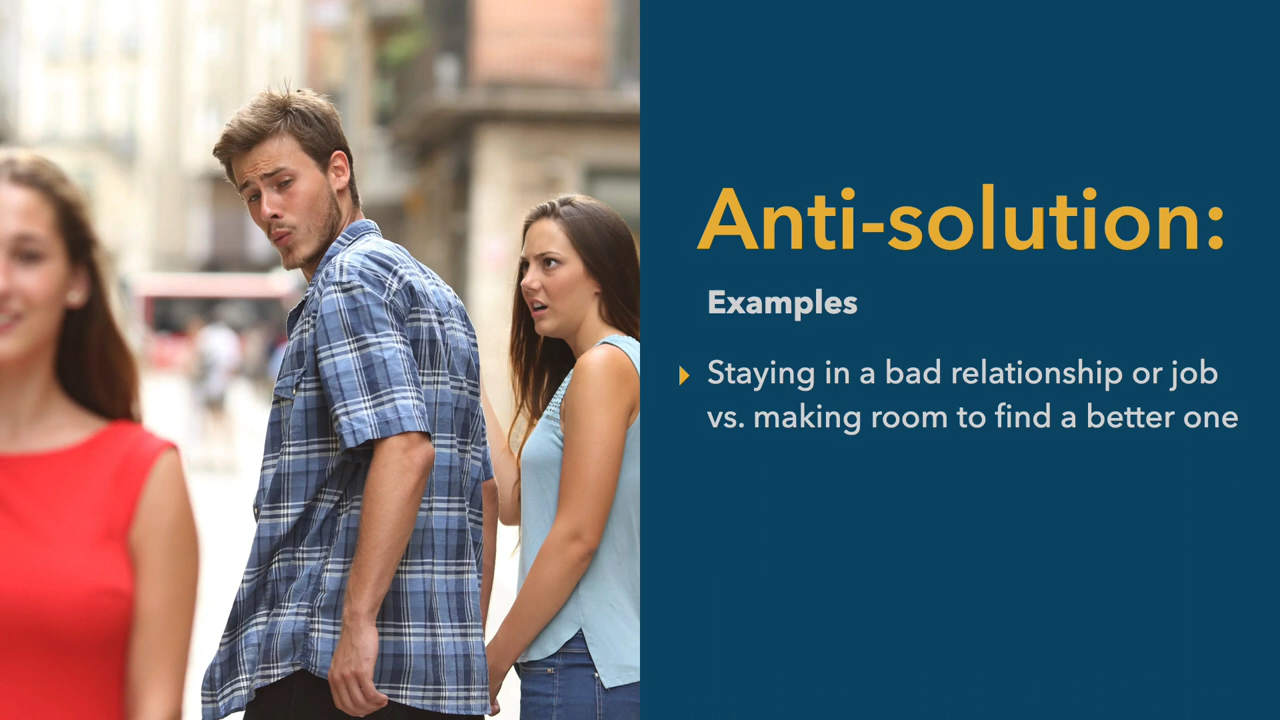 Anti-solution:
Examples
Staying in a bad relationship or job
vs. making room to find a better one